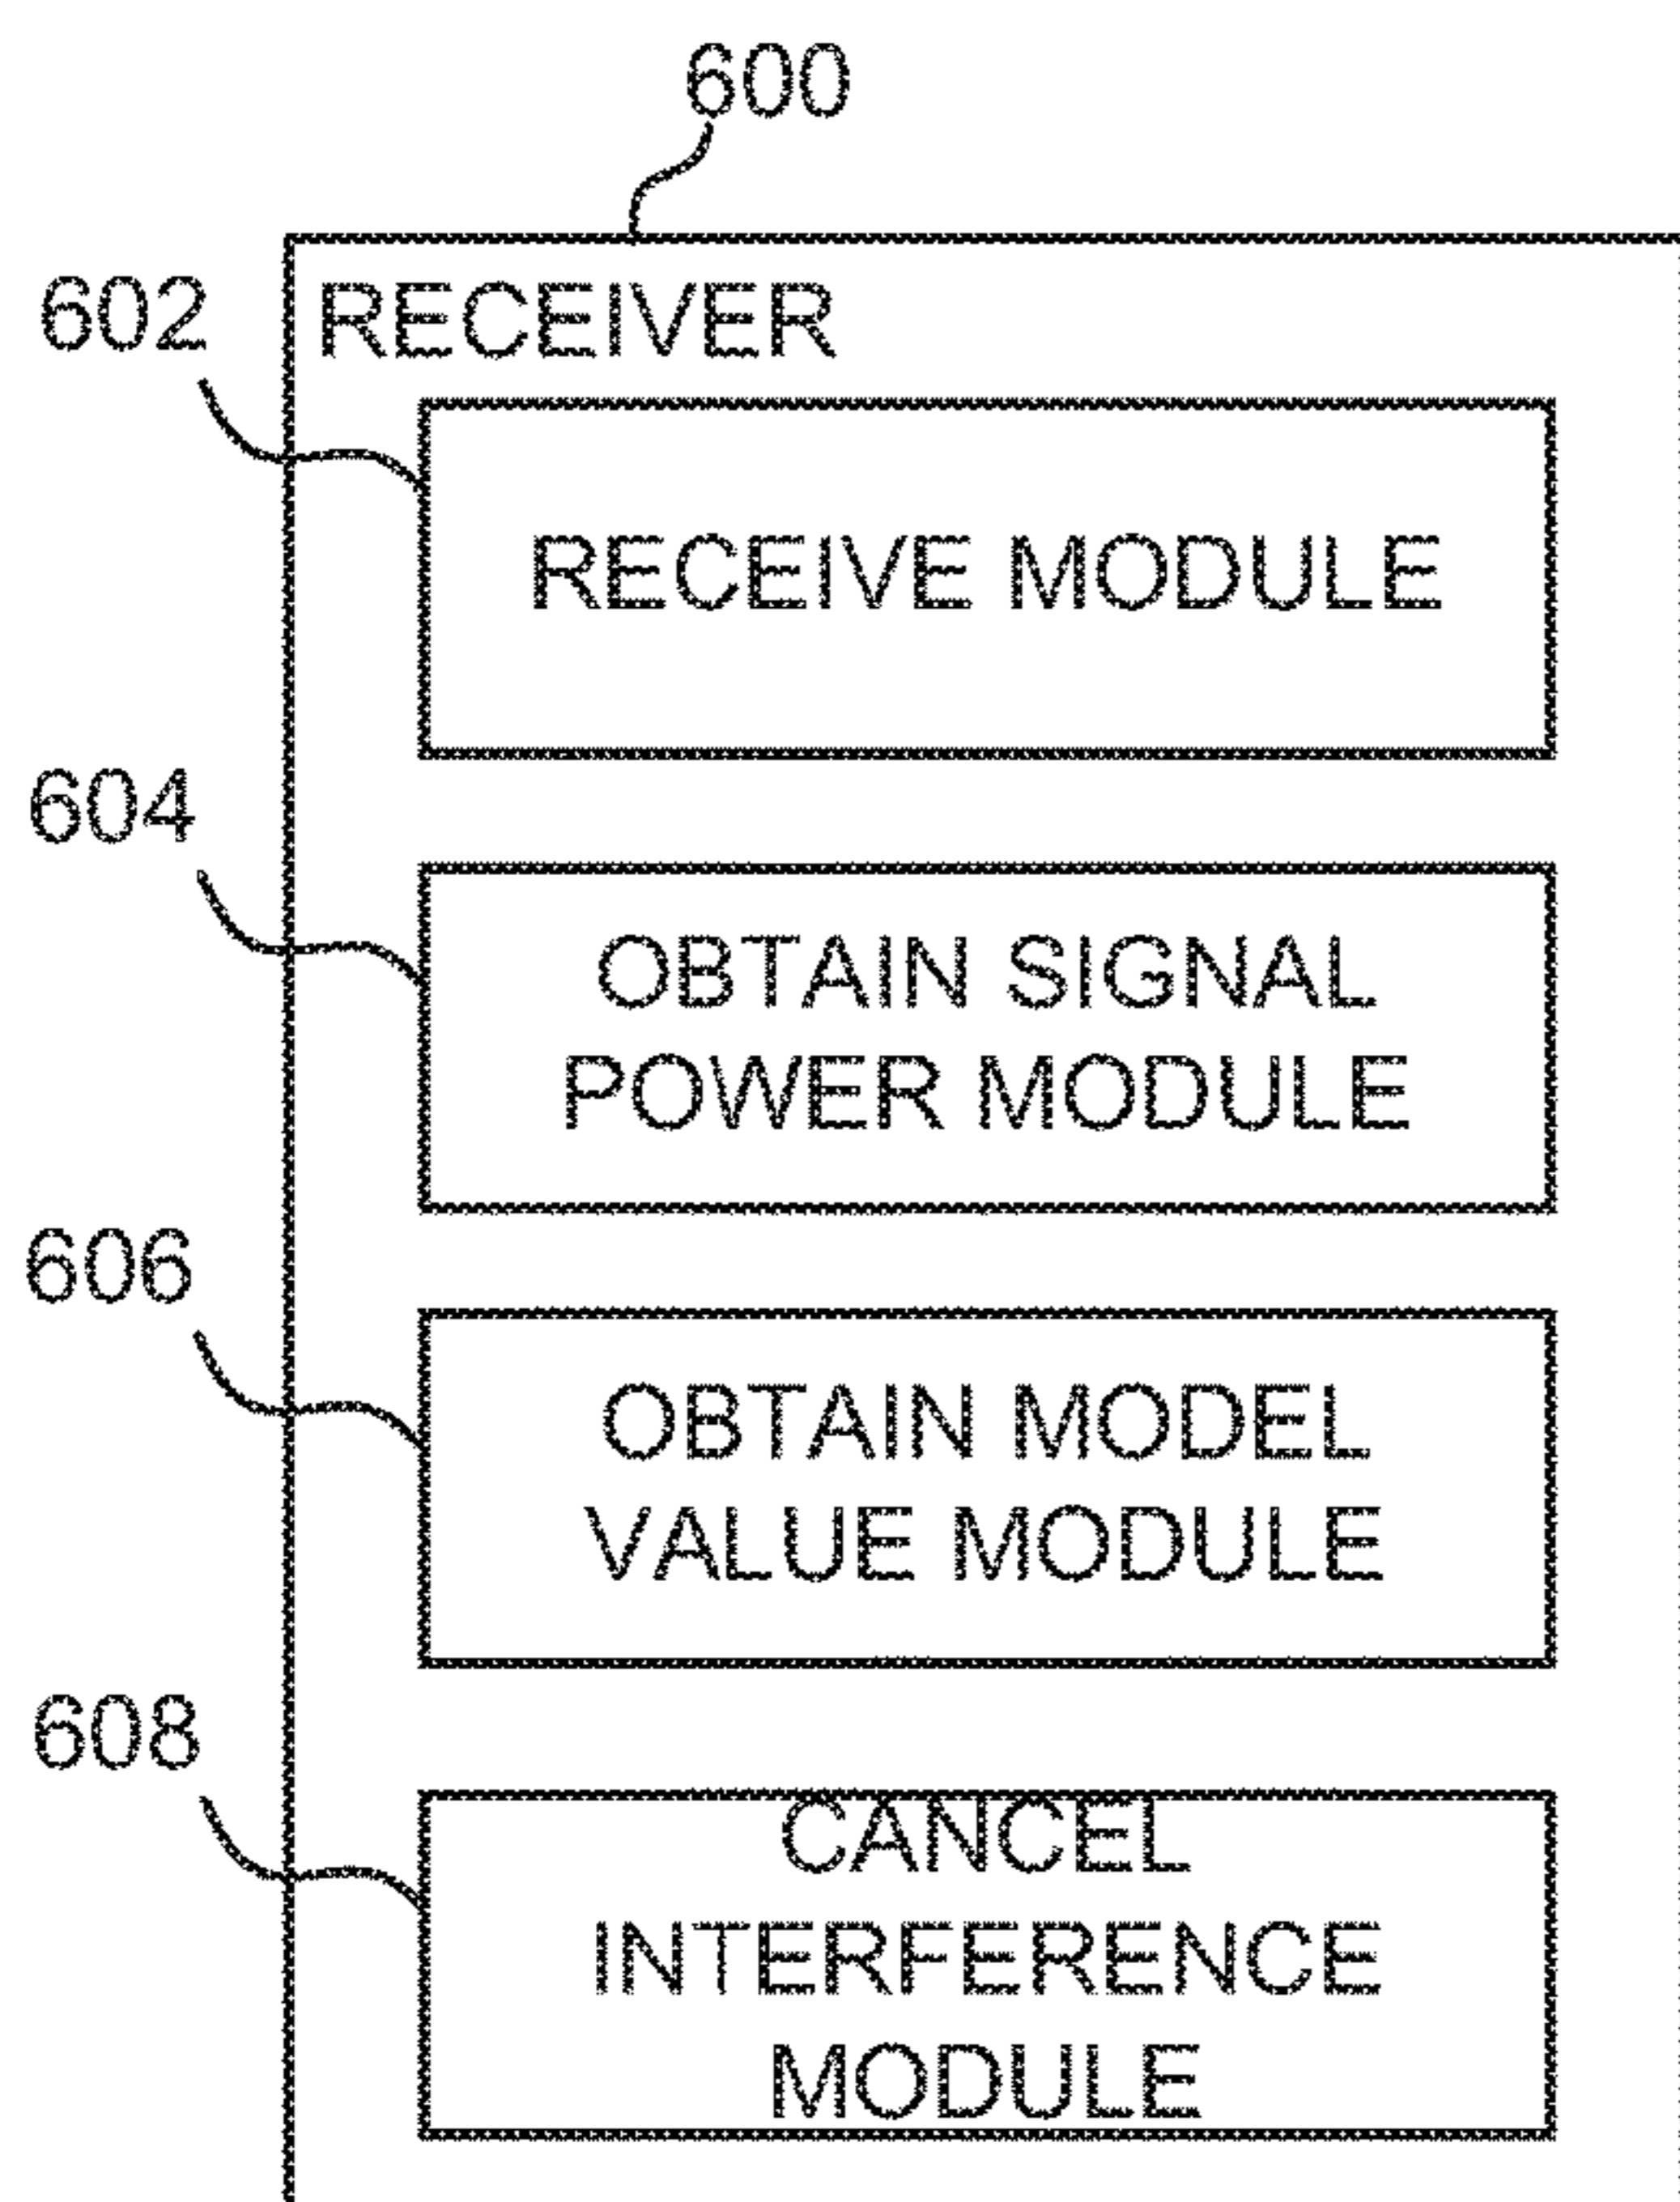 600
602
RECEIVER
RECEIVE MODULE
604
OBTAIN SIGNAL
POWER MODULE
606
OBTAIN MODEL
VALUE MODULE
608
CANCEL
INTERFERENCE
MODULE